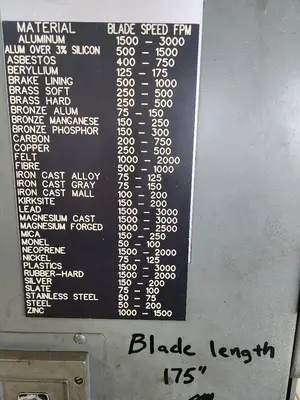 MATERIAL BLADE SPEED FPM
ALUMINUM 1500 – 3000
ALUM OVER 3% SILICON 500 – 1500
ASBESTOS 400 – 750
BERYLLIUM 125 – 175
BRAKE LINING 500 – 1000
BRASS SOFT 250 – 500
BRASS HARD 250 – 500
BRONZE ALUM 75 – 150
BRONZE MANGANESE 150 – 250
BRONZE PHOSPHOR 150 – 300
CARBON 200 – 750
COPPER 250 – 500
FELT 1000 – 2000
FIBRE 500 – 1000
IRON CAST ALLOY 75 – 125
IRON CAST GRAY 75 – 150
IRON CAST MALL 100 – 200
KIRKSITE 150 – 200
LEAD 1500 – 3000
MAGNESIUM CAST 1500 – 3000
MAGNESIUM FORGED 1000 – 2500
MICA 150 – 250
MONEL 50 – 100
NEOPRENE 1500 – 2000
NICKEL 75 – 125
PLASTICS 1500 – 3000
RUBBER-HARD 1500 – 2000
SILVER 150 – 250
SLATE 75 – 100
STAINLESS STEEL 50 – 75
STEEL 50 – 200
ZINC 1000 – 1500
Blade length
175"